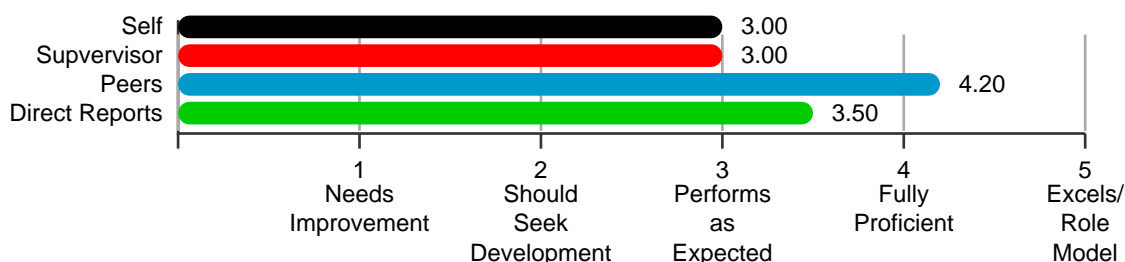 Self 3.00
Supvervisor 3.00
Peers 4.20
Direct Reports 3.50
1 2 3 4 5
Needs Should Performs Fully Excels/
Improvement Seek as Proficient Role
Development Expected Model